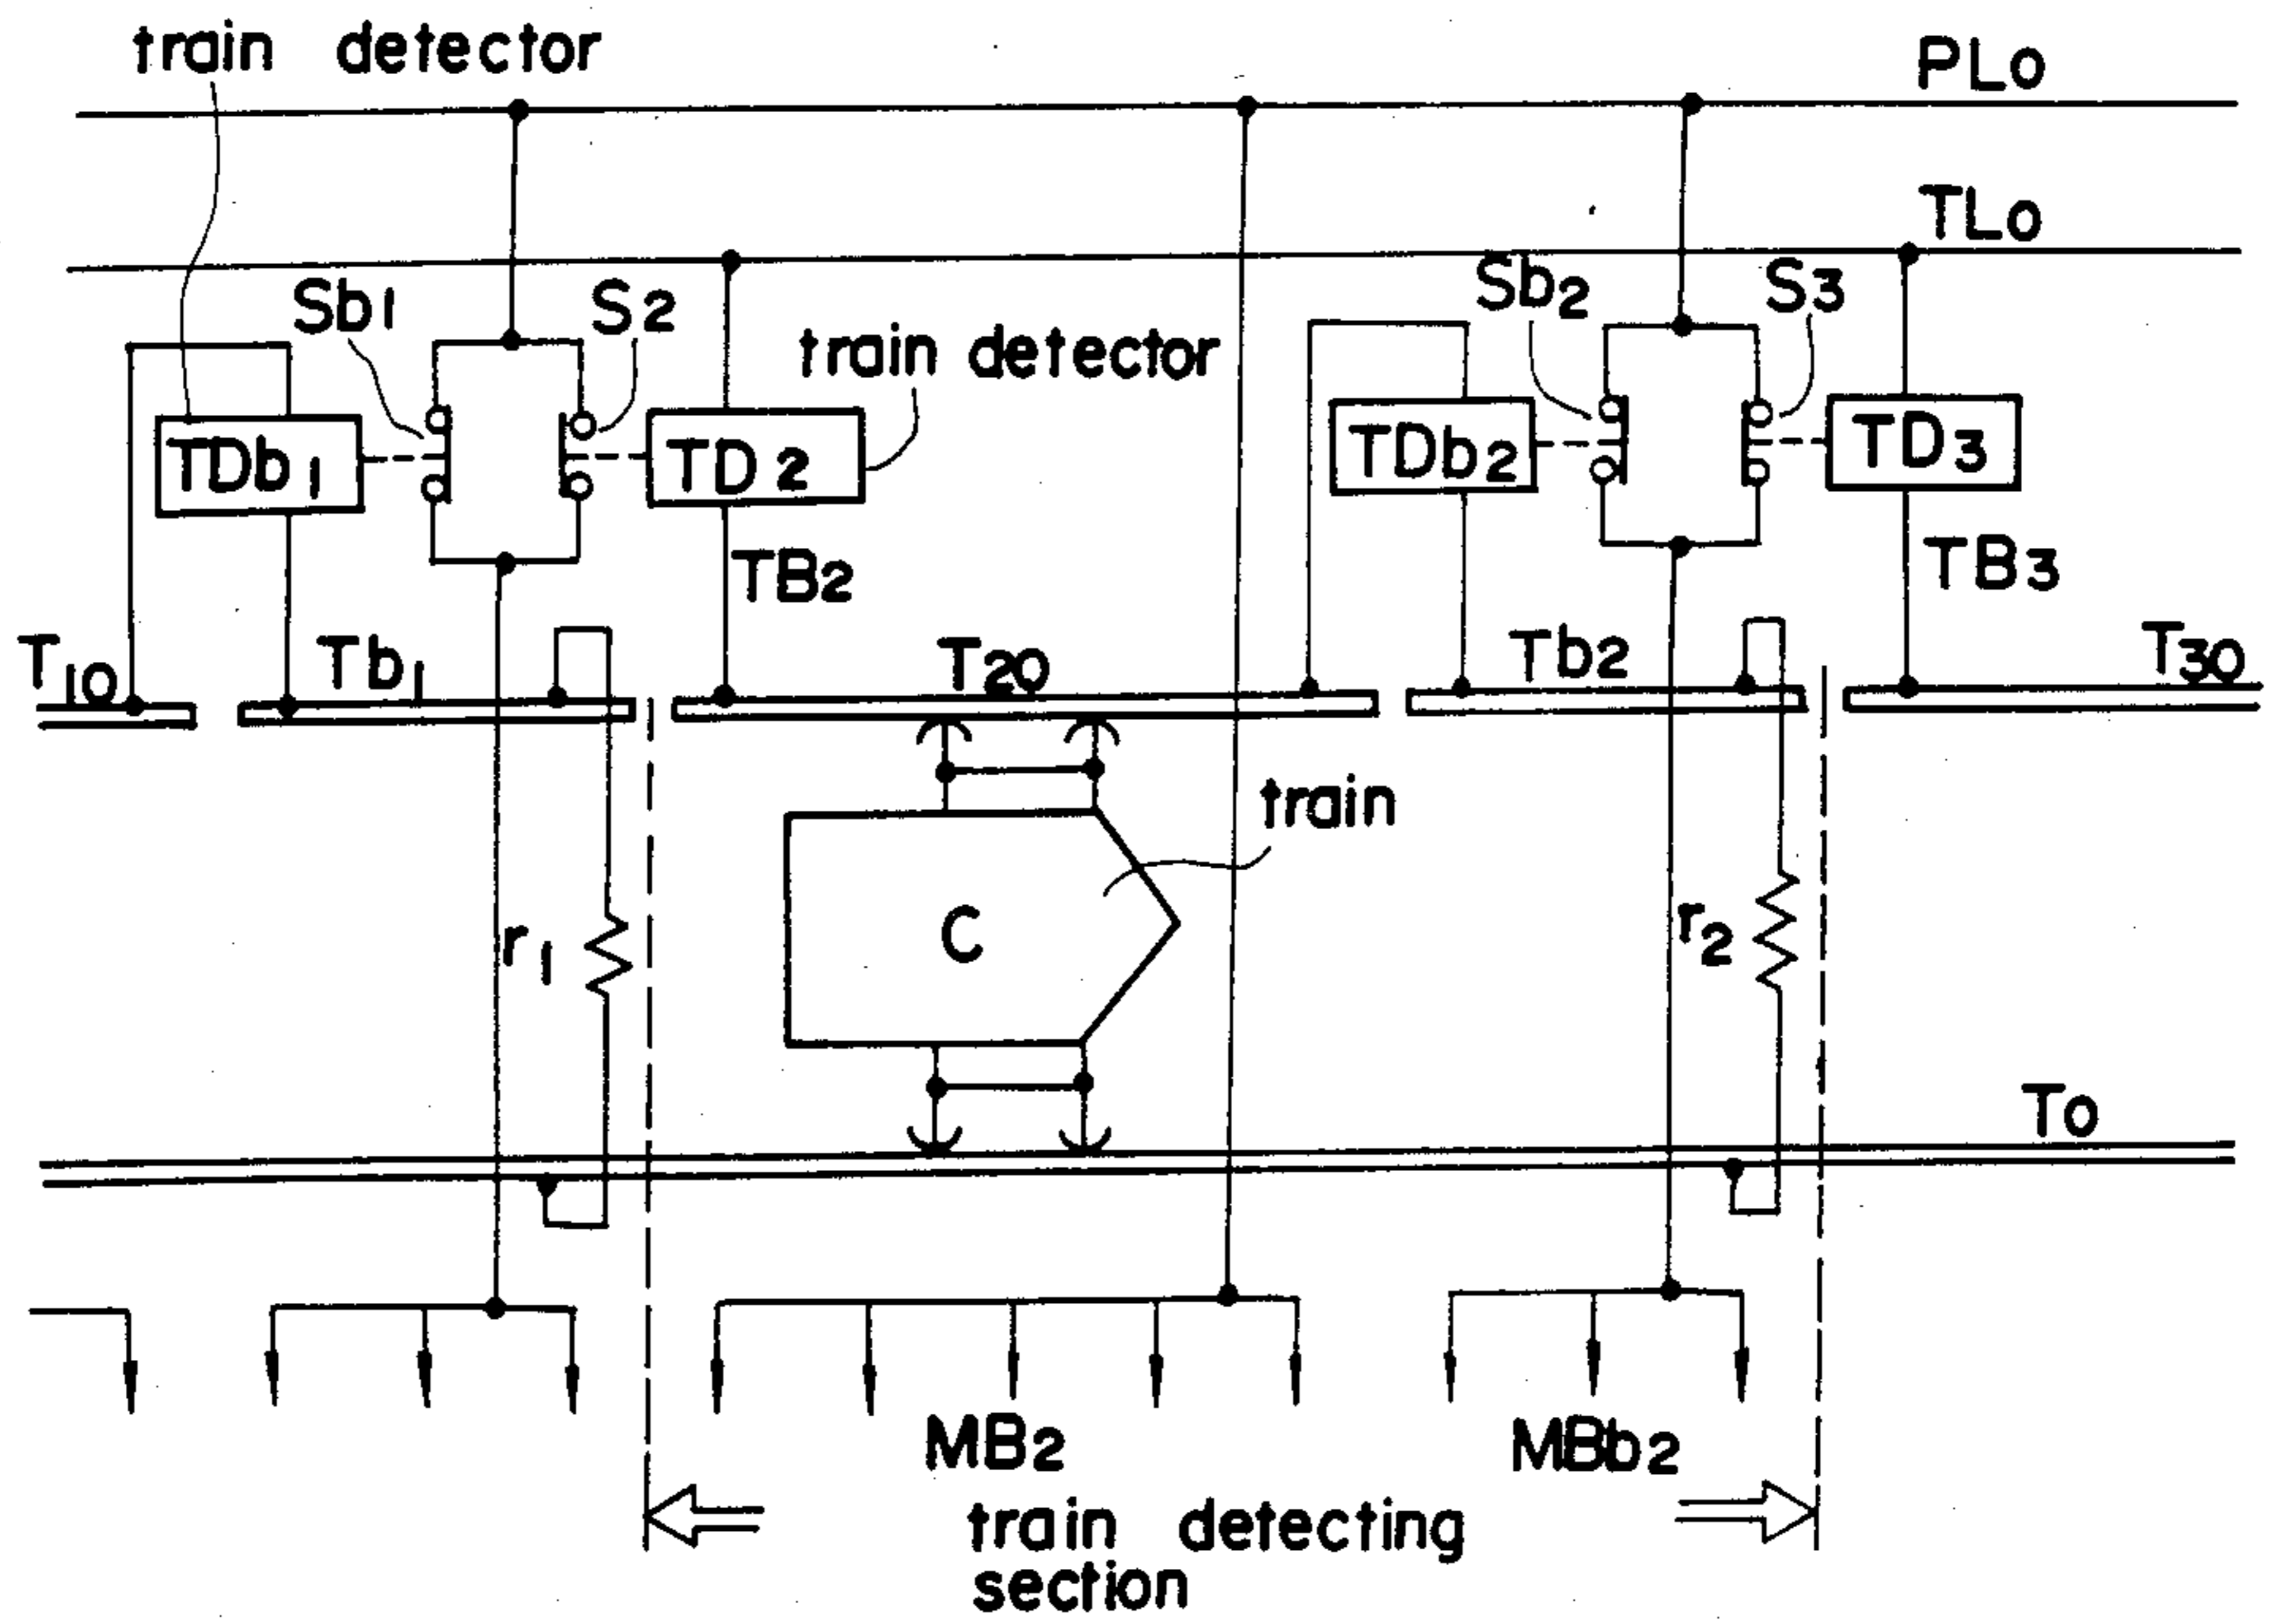 train detector
PLo
TLo
Sb1
S2
Sb2
S3
train detector
TDb1
TD2
TDb2
TD3
TB2
TB3
T10
Tb1
T20
Tb2
T30
train
C
r1
r2
To
MB2
MBb2
train detecting
section